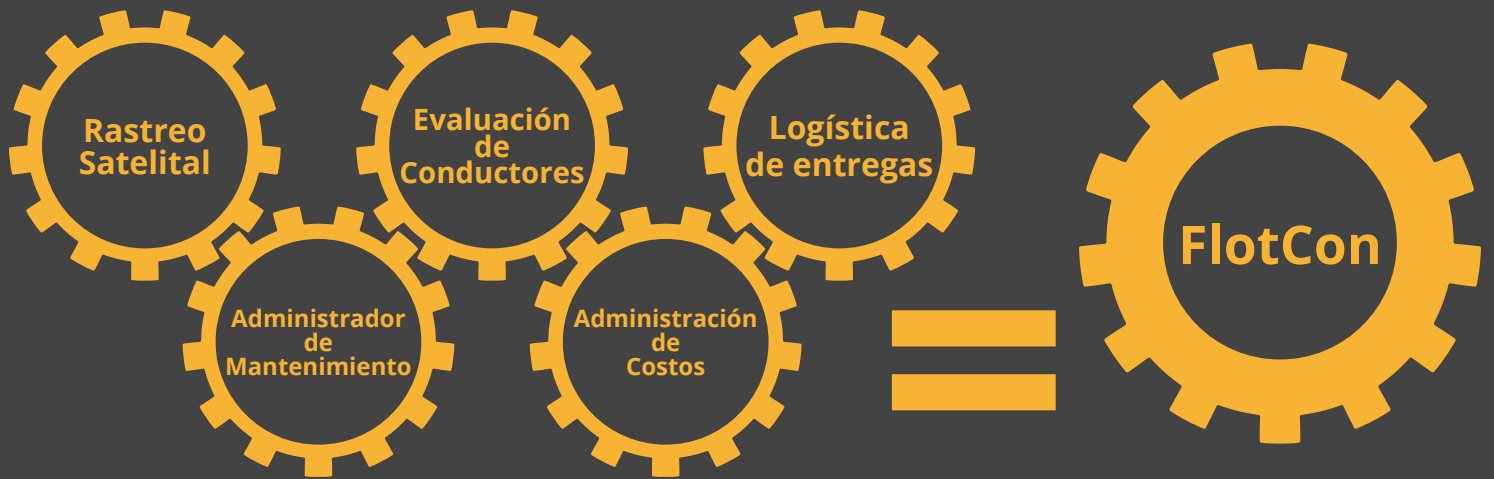 Rastreo
Satelital
Evaluación
de
Conductores
Logística
de entregas
Administrador
de
Mantenimiento
Administración
de
Costos
=
FlotCon